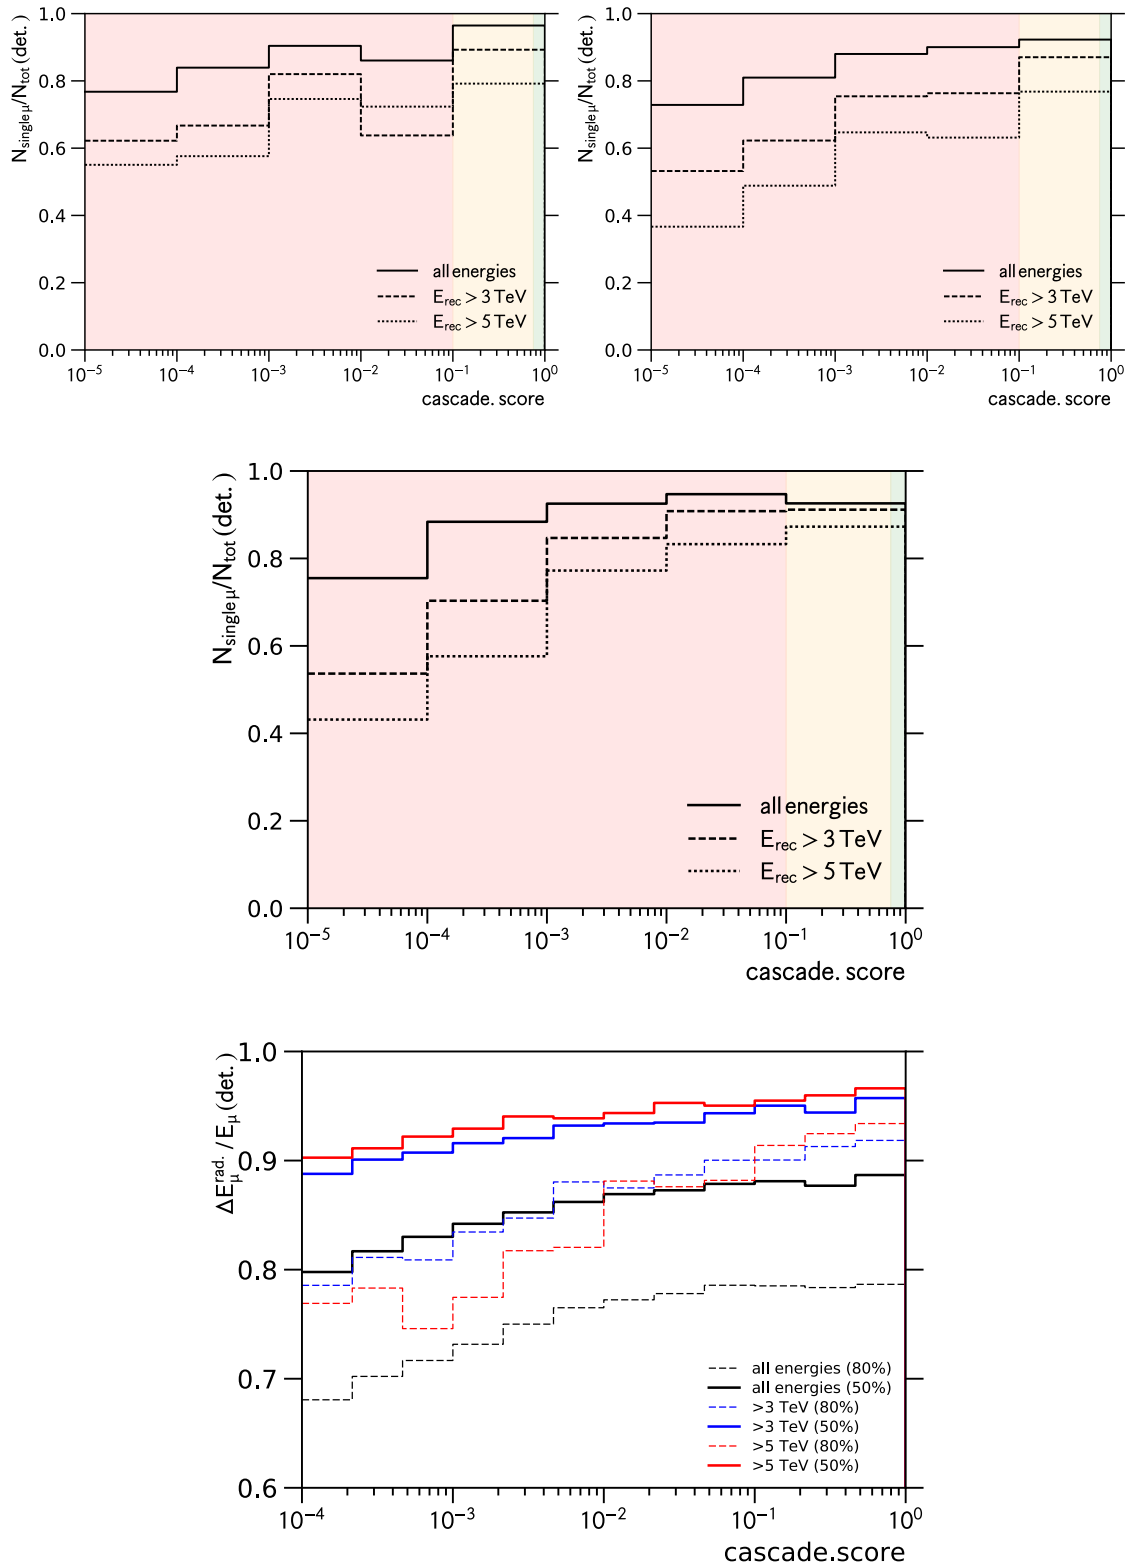 N_single μ/N_tot (det.)
1.0
0.8
0.6
0.4
0.2
0.0
all energies
E_rec > 3 TeV
E_rec > 5 TeV
10^-5
10^-4
10^-3
10^-2
10^-1
10^0
cascade. score
N_single μ/N_tot (det.)
1.0
0.8
0.6
0.4
0.2
0.0
all energies
E_rec > 3 TeV
E_rec > 5 TeV
10^-5
10^-4
10^-3
10^-2
10^-1
10^0
cascade. score
N_single μ/N_tot (det.)
1.0
0.8
0.6
0.4
0.2
0.0
all energies
E_rec > 3 TeV
E_rec > 5 TeV
10^-5
10^-4
10^-3
10^-2
10^-1
10^0
cascade. score
ΔE_μ^rad. / E_μ (det.)
1.0
0.9
0.8
0.7
0.6
all energies (80%)
all energies (50%)
>3 TeV (80%)
>3 TeV (50%)
>5 TeV (80%)
>5 TeV (50%)
10^-4
10^-3
10^-2
10^-1
10^0
cascade.score